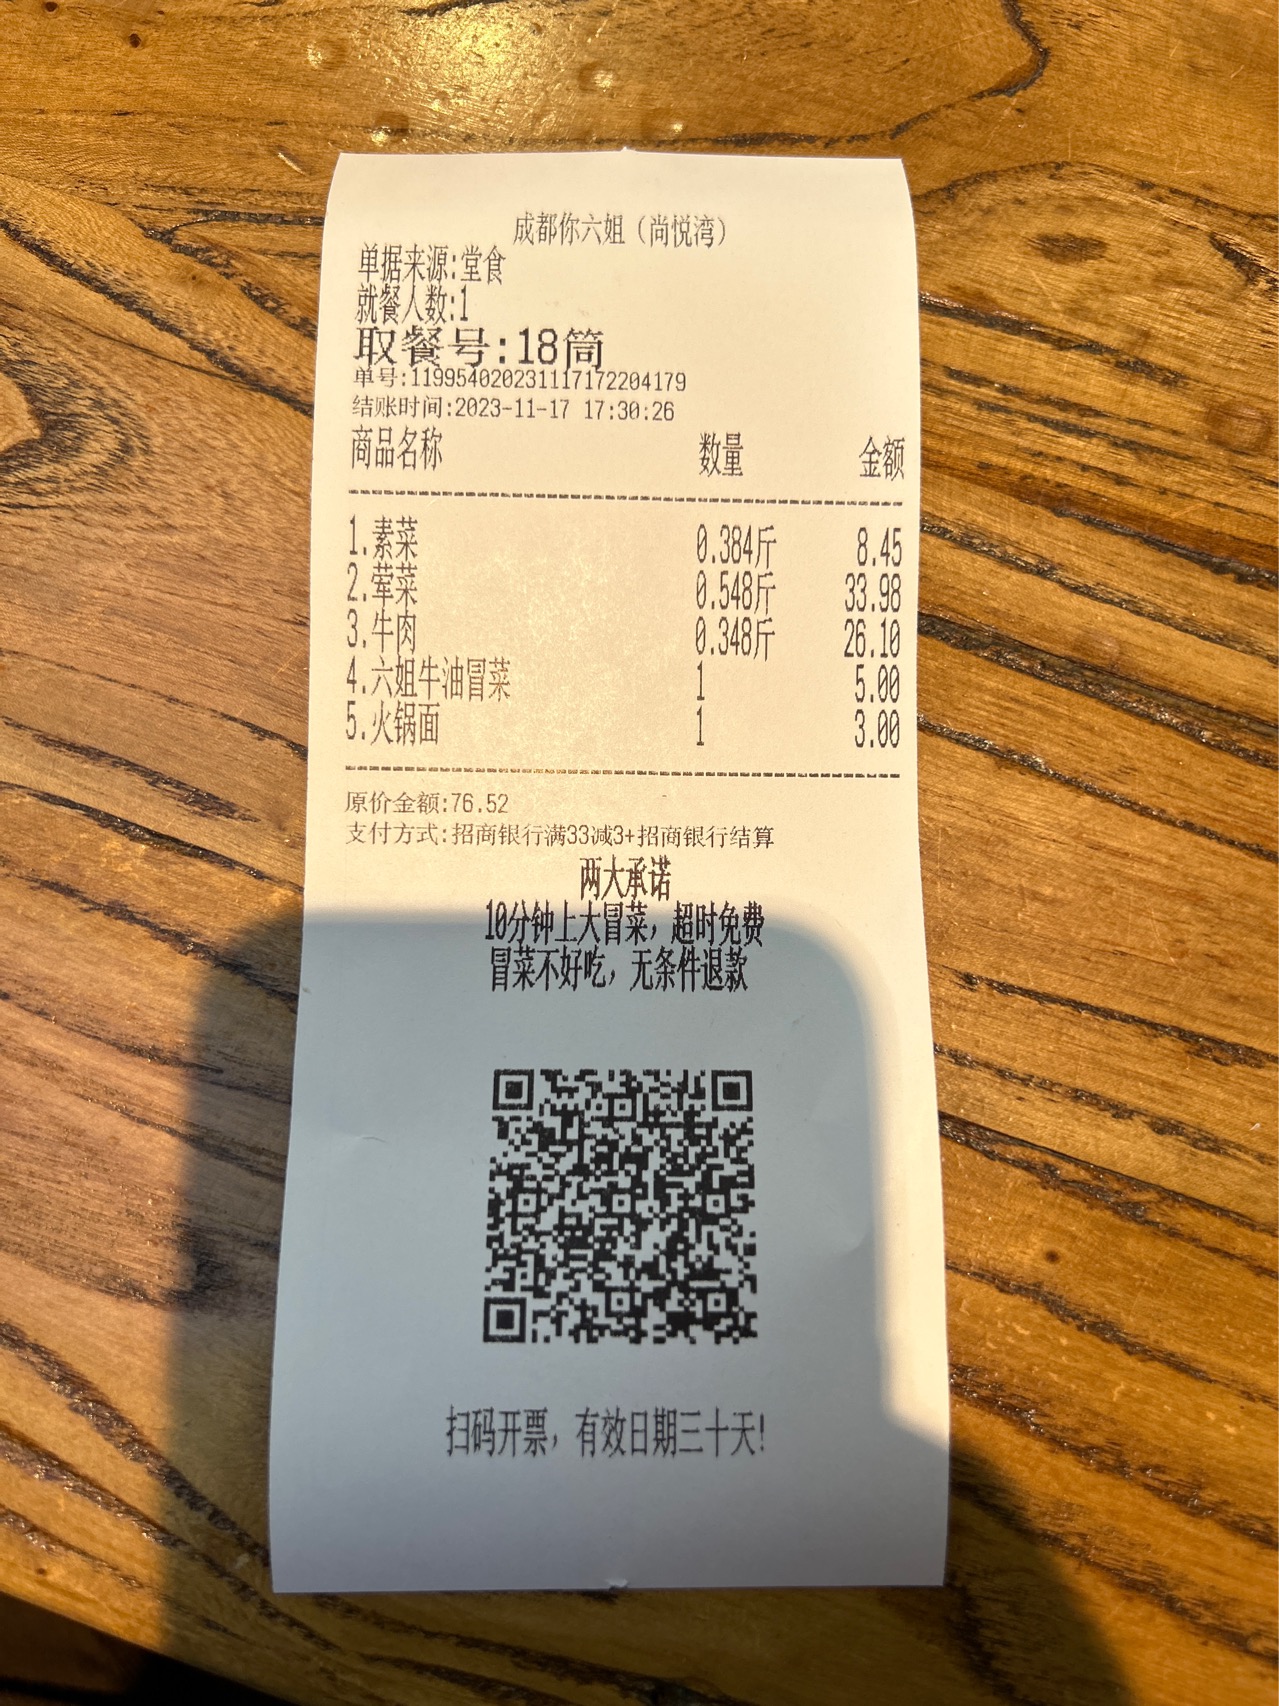 成都你六姐（尚悦湾）
单据来源:堂食
就餐人数:1
取餐号:18筒
单号:119954020231117172204179
结账时间:2023-11-17 17:30:26
商品名称 数量 金额
1.素菜 0.384斤 8.45
2.荤菜 0.548斤 33.98
3.牛肉 0.348斤 26.10
4.六姐牛油冒菜 1 5.00
5.火锅面 1 3.00
原价金额:76.52
支付方式:招商银行满33减3+招商银行结算
两大承诺
10分钟上大冒菜，超时免费
冒菜不好吃，无条件退款
扫码开票，有效日期三十天!